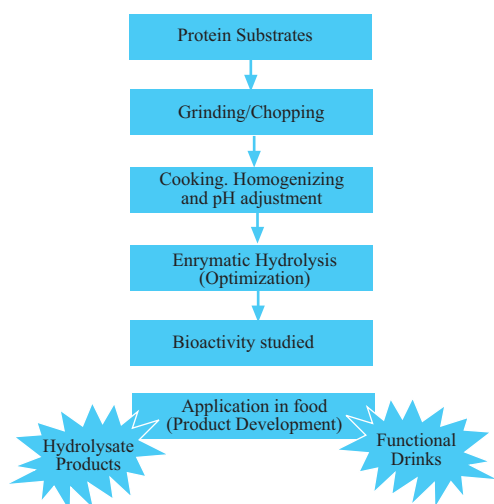 Protein Substrates
Grinding/Chopping
Cooking. Homogenizing
and pH adjustment
Enrymatic Hydrolysis
(Optimization)
Bioactivity studied
Application in food
(Product Development)
Hydrolysate
Products
Functional
Drinks